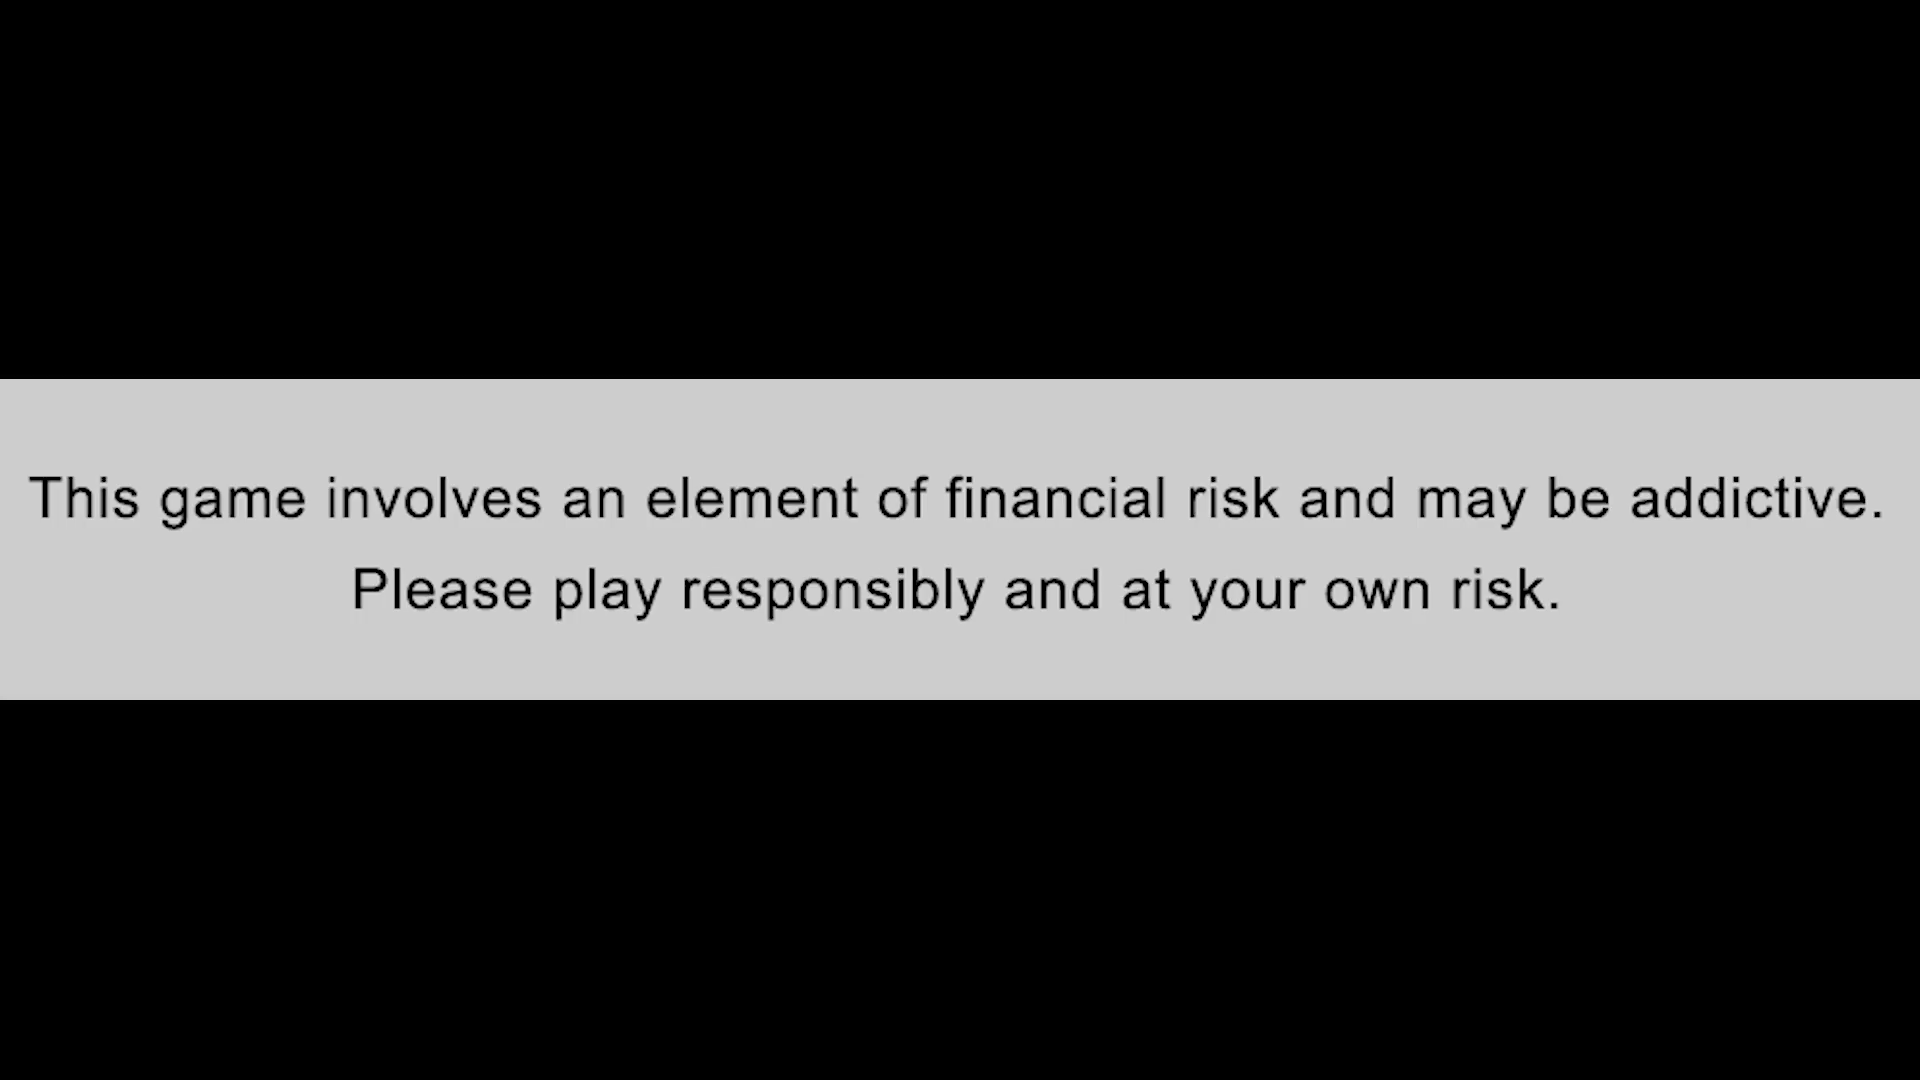 This game involves an element of financial risk and may be addictive.
Please play responsibly and at your own risk.